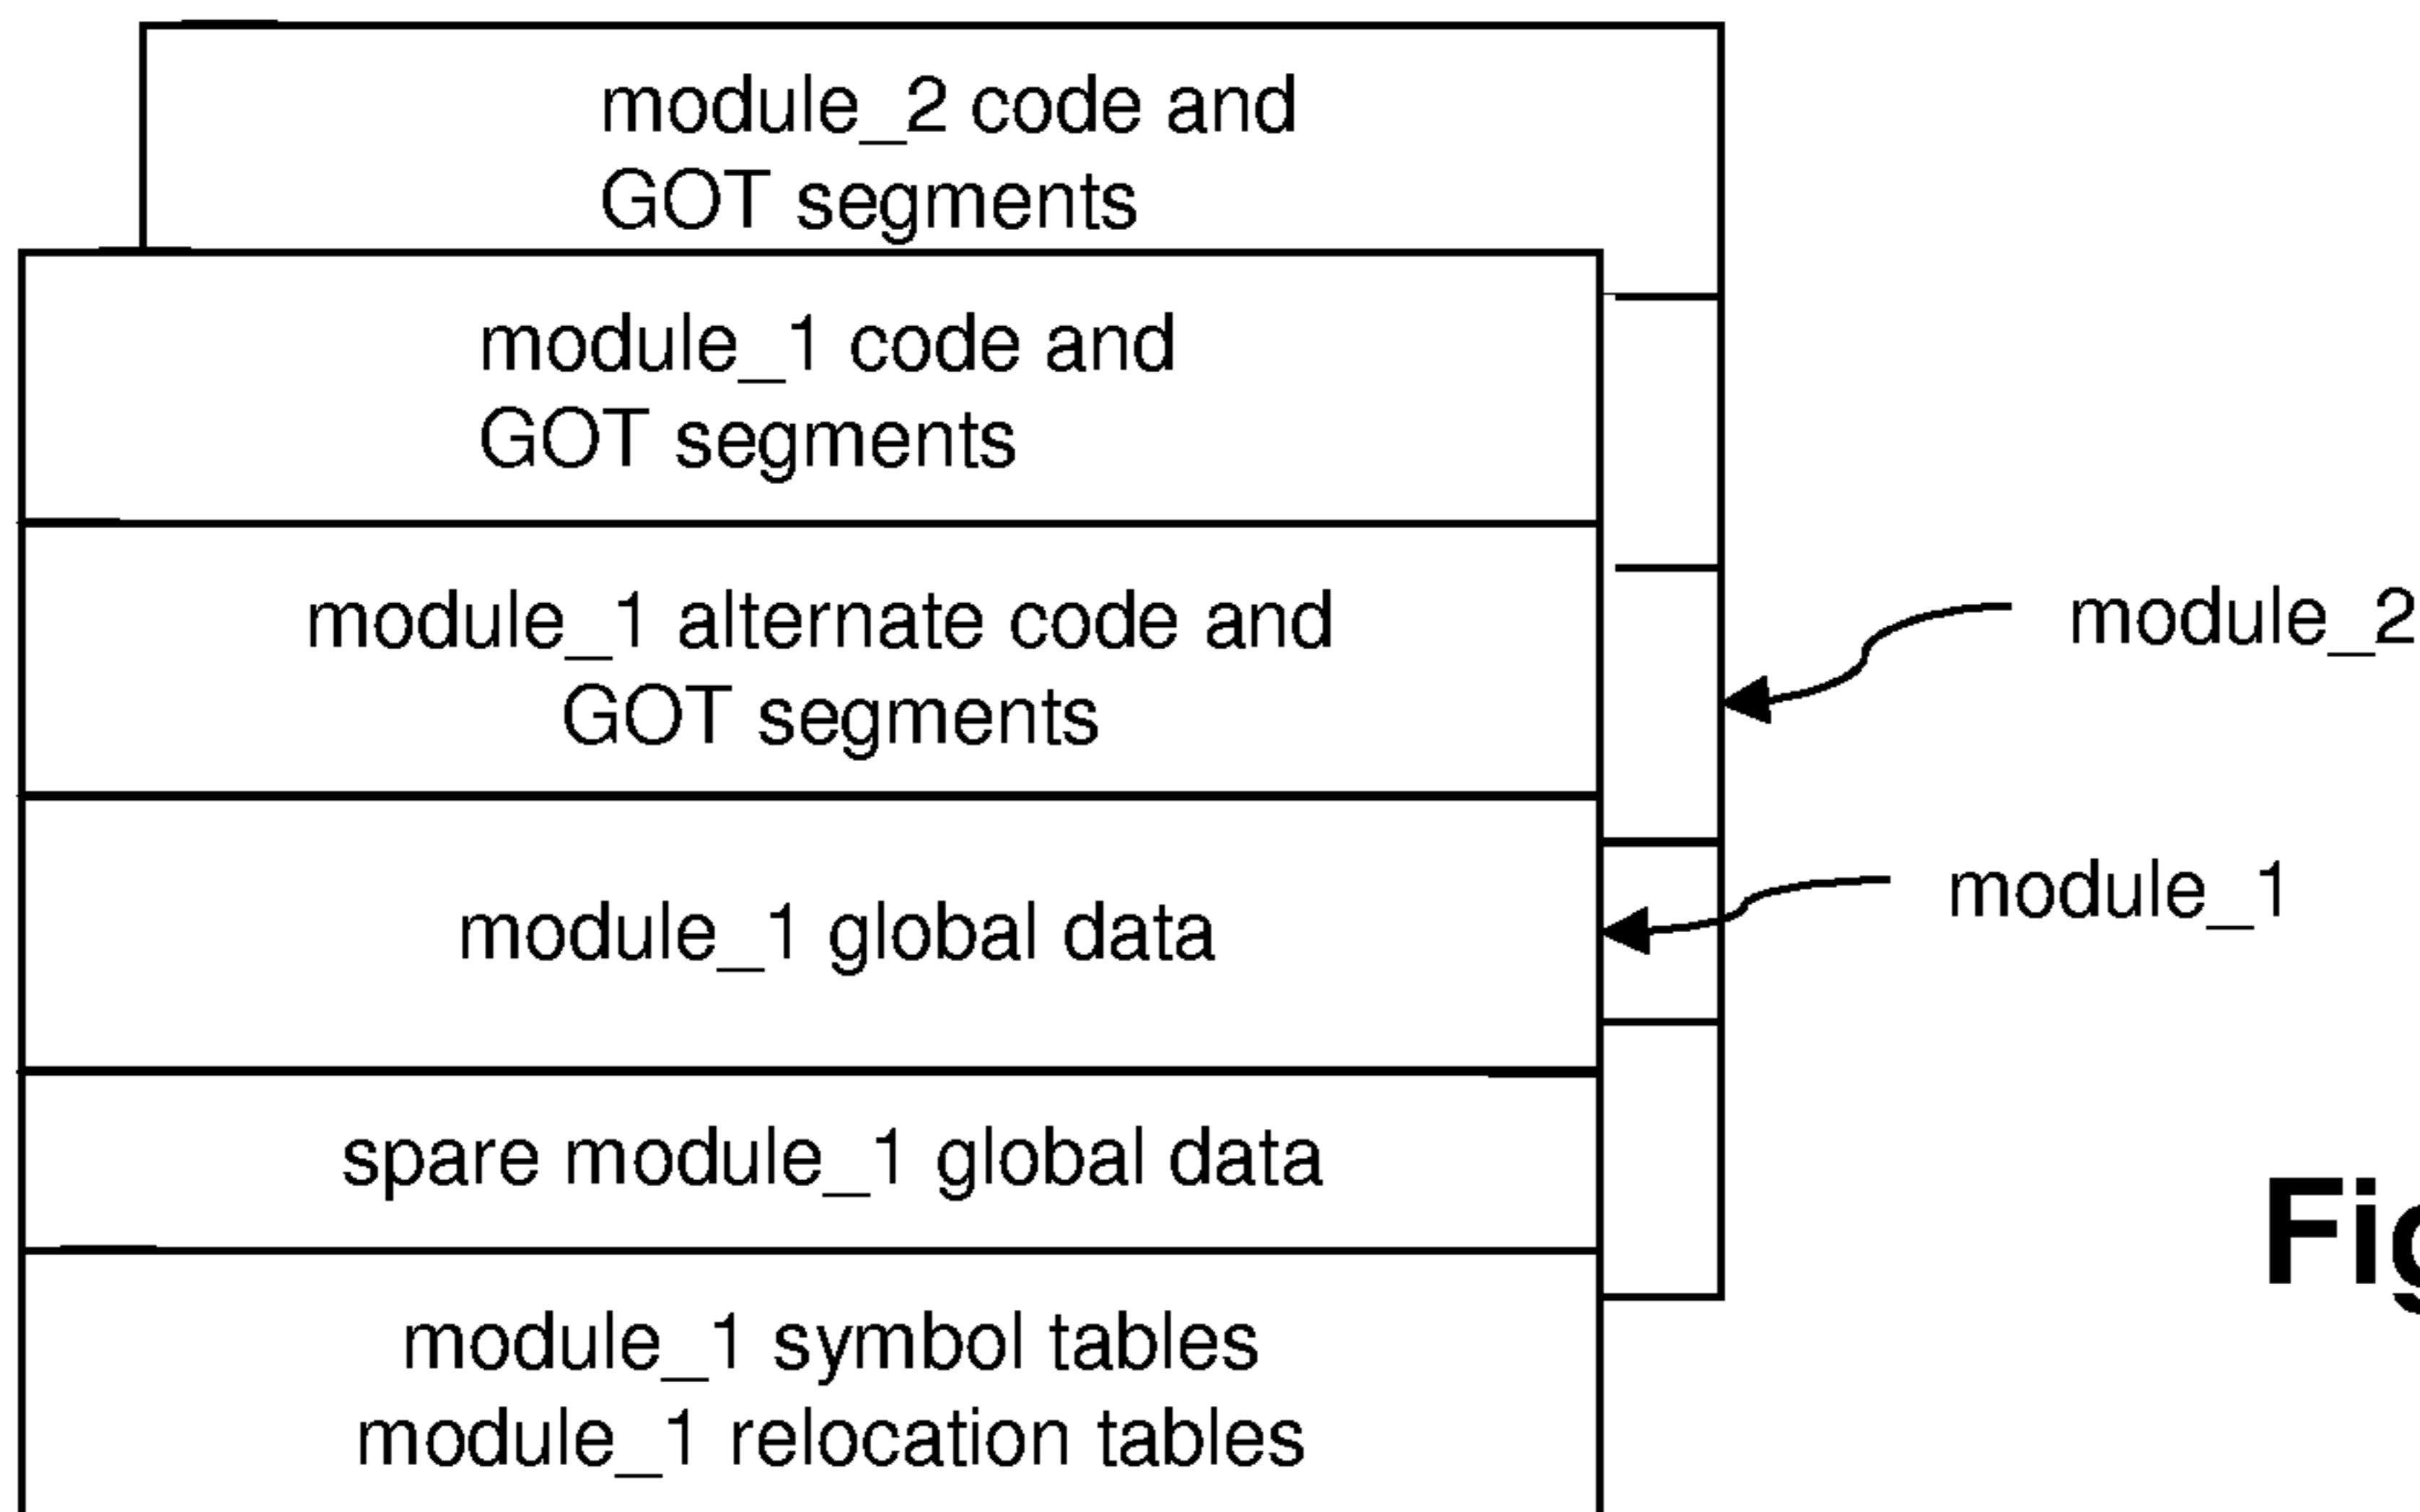 module_2 code and
GOT segments
module_1 code and
GOT segments
module_1 alternate code and
GOT segments
module_2
module_1 global data
module_1
spare module_1 global data
module_1 symbol tables
module_1 relocation tables